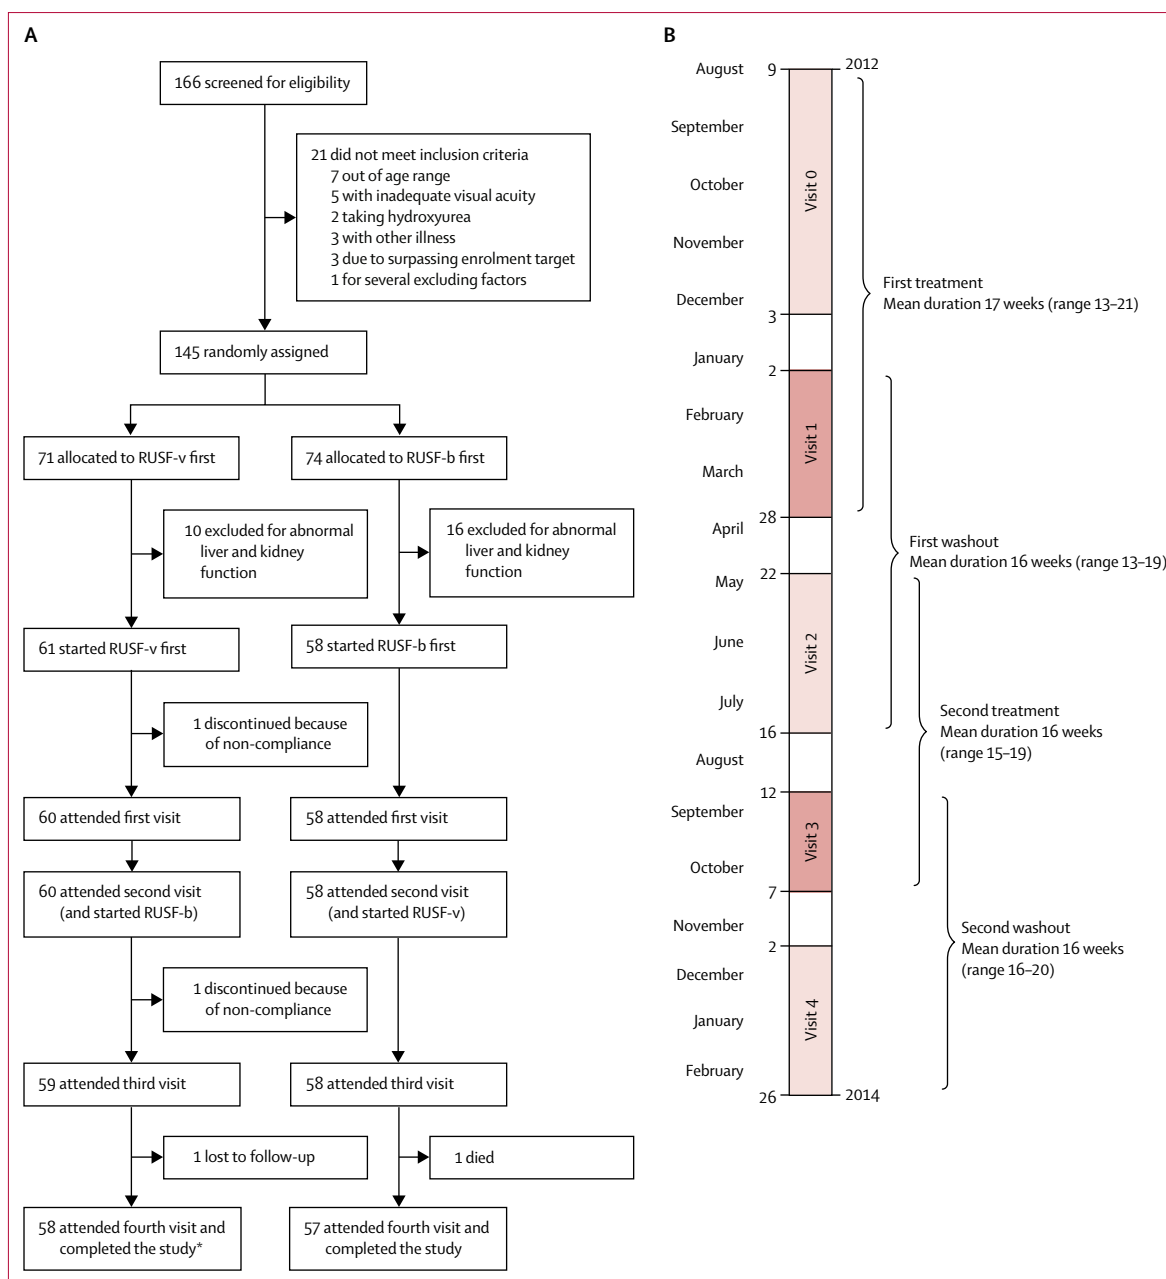 A
166 screened for eligibility
21 did not meet inclusion criteria
7 out of age range
5 with inadequate visual acuity
2 taking hydroxyurea
3 with other illness
3 due to surpassing enrolment target
1 for several excluding factors
145 randomly assigned
71 allocated to RUSF-v first
74 allocated to RUSF-b first
10 excluded for abnormal
liver and kidney
function
16 excluded for abnormal
liver and kidney
function
61 started RUSF-v first
58 started RUSF-b first
1 discontinued because
of non-compliance
60 attended first visit
58 attended first visit
60 attended second visit
(and started RUSF-b)
58 attended second visit
(and started RUSF-v)
1 discontinued because
of non-compliance
59 attended third visit
58 attended third visit
1 lost to follow-up
1 died
58 attended fourth visit and
completed the study*
57 attended fourth visit and
completed the study
B
August 9 2012
September
October
November
December
3
January
2
February
March
28
April
22
May
June
July
16
August
12
September
October
7
November
2
December
January
February
26 2014
Visit 0
Visit 1
Visit 2
Visit 3
Visit 4
First treatment
Mean duration 17 weeks (range 13–21)
First washout
Mean duration 16 weeks (range 13–19)
Second treatment
Mean duration 16 weeks
(range 15–19)
Second washout
Mean duration 16 weeks
(range 16–20)